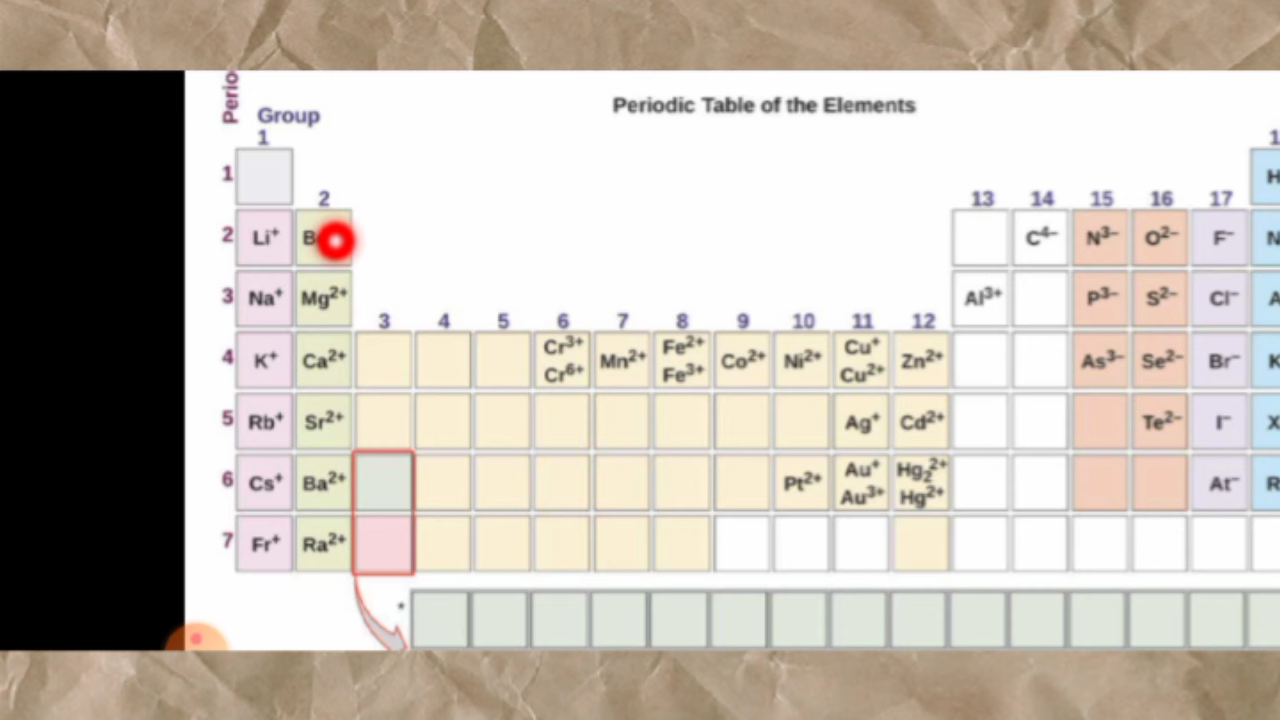 Perio
Group
Periodic Table of the Elements
1
1
1
H
2
13 14 15 16 17
2 Li⁺ B C⁴⁻ N³⁻ O²⁻ F⁻ N
3 Na⁺ Mg²⁺ Al³⁺ P³⁻ S²⁻ Cl⁻ A
3 4 5 6 7 8 9 10 11 12
4 K⁺ Ca²⁺ Cr³⁺ Cr⁶⁺ Mn²⁺ Fe²⁺ Fe³⁺ Co²⁺ Ni²⁺ Cu⁺ Cu²⁺ Zn²⁺ As³⁻ Se²⁻ Br⁻ K
5 Rb⁺ Sr²⁺ Ag⁺ Cd²⁺ Te²⁻ I⁻ X
6 Cs⁺ Ba²⁺ Pt²⁺ Au⁺ Au³⁺ Hg₂²⁺ Hg²⁺ At⁻ R
7 Fr⁺ Ra²⁺
*